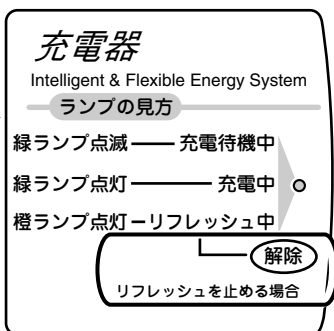 充電器
Intelligent & Flexible Energy System
ランプの見方
緑ランプ点滅 充電待機中
緑ランプ点灯 充電中
橙ランプ点灯 リフレッシュ中
解除
リフレッシュを止める場合